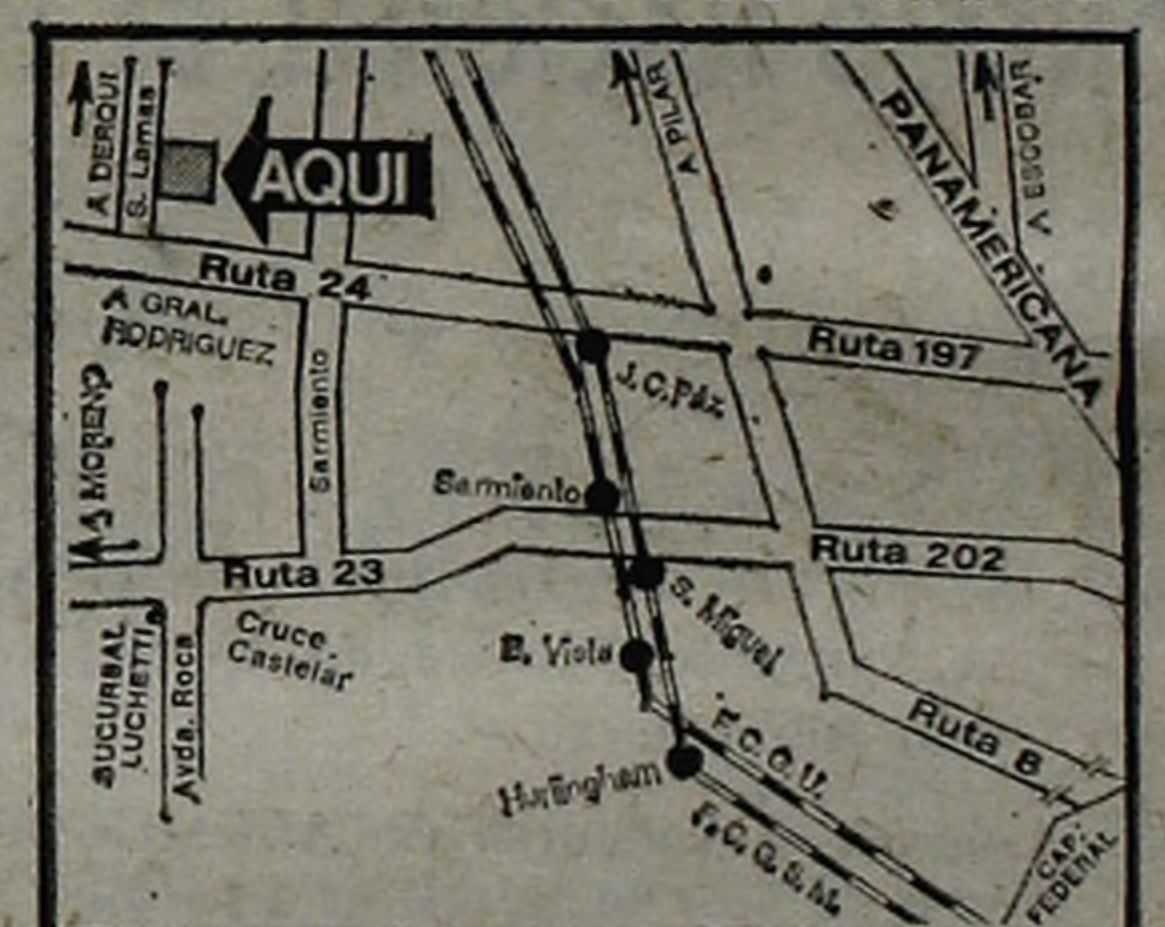 A DERQUI
S. Lamas
AQUI
A PILAR
PANAMERICANA
A ESCOBAR
Ruta 24
A GRAL.
RODRIGUEZ
Ruta 197
J.C. Páz
A MORENO
Sarmiento
Sarmiento
Ruta 23
Ruta 202
Cruce
Castelar
SUCURSAL
LUCHETTI
Avda. Roca
S. Miguel
B. Vista
Ruta 8
F.C.G.U.
Hurlingham
F.C.G.S.M.
CAP.
FEDERAL